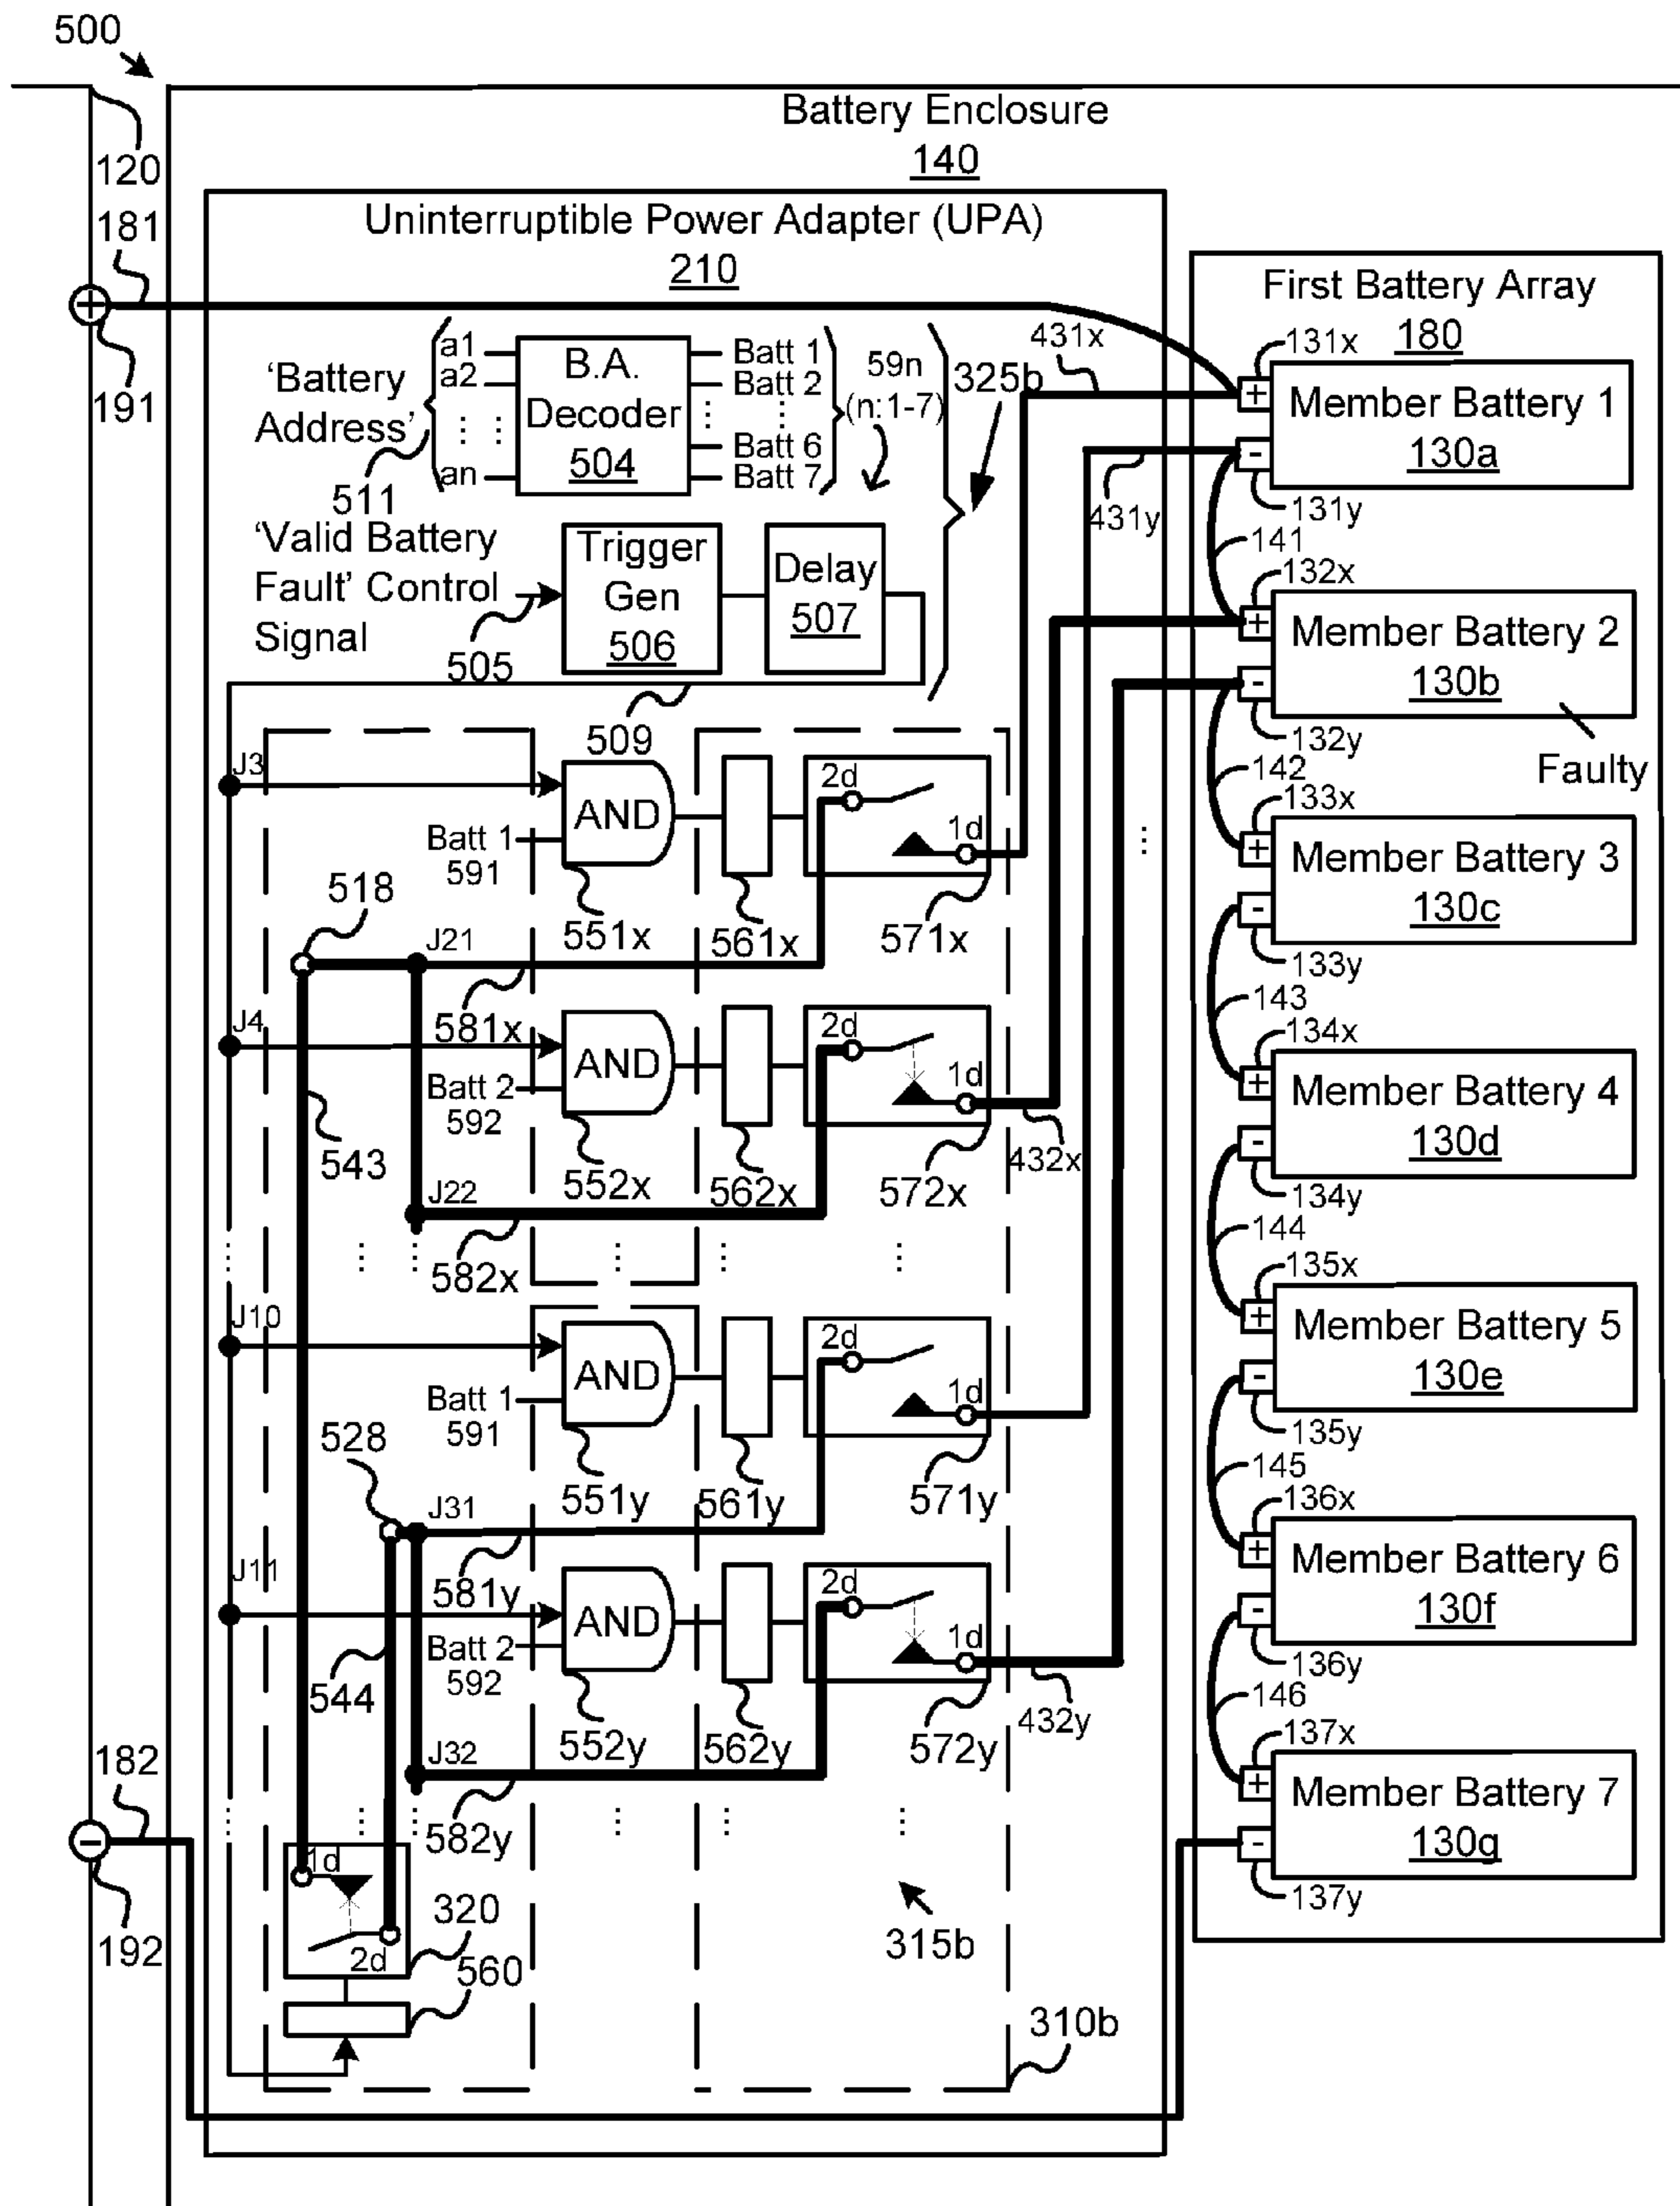 500
Battery Enclosure
140
120
Uninterruptible Power Adapter (UPA)
210
181
+
191
First Battery Array
180
'Battery
Address'
511
a1
a2
⋮ ⋮
an
B.A.
Decoder
504
Batt 1
Batt 2
⋮ ⋮
Batt 6
Batt 7
59n
(n:1-7)
325b
431x
431y
'Valid Battery
Fault' Control
Signal
505
Trigger
Gen
506
Delay
507
509
131x
+
Member Battery 1
130a
-
131y
141
132x
+
Member Battery 2
130b
-
132y
Faulty
142
133x
+
Member Battery 3
130c
-
133y
143
134x
+
Member Battery 4
130d
-
134y
144
135x
+
Member Battery 5
130e
-
135y
145
136x
+
Member Battery 6
130f
-
136y
146
137x
+
Member Battery 7
130g
-
137y
J3
AND
Batt 1
591
551x
561x
2d
1d
571x
518
J21
581x
J4
AND
Batt 2
592
552x
562x
2d
1d
572x
432x
543
J22
582x
J10
AND
Batt 1
591
551y
561y
2d
1d
571y
528
J31
581y
J11
AND
Batt 2
592
552y
562y
2d
1d
572y
432y
544
J32
582y
182
-
192
1d
2d
320
560
315b
310b